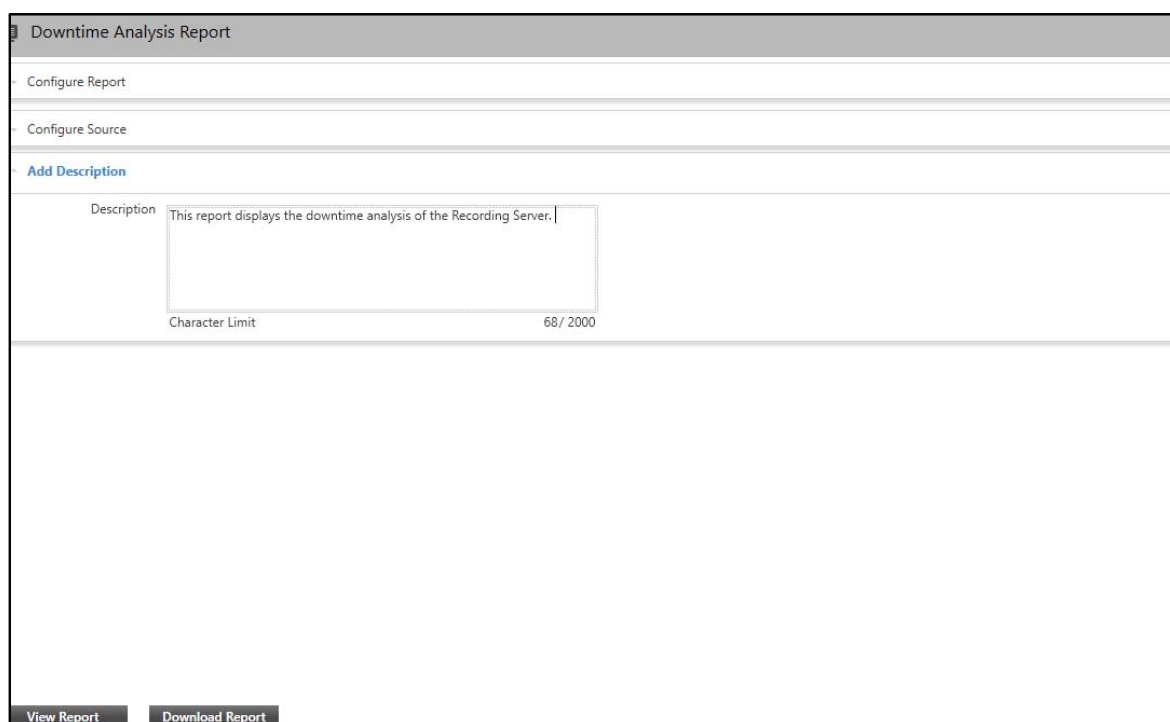 Downtime Analysis Report
Configure Report
Configure Source
Add Description
Description This report displays the downtime analysis of the Recording Server.
Character Limit 68/ 2000
View Report Download Report